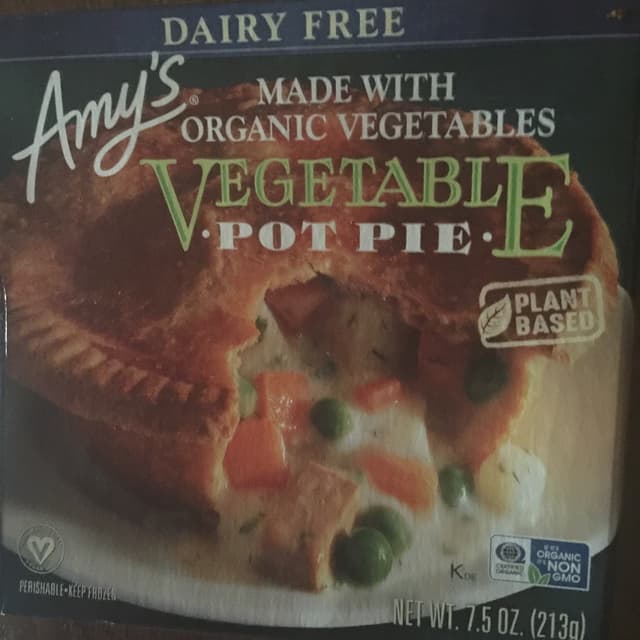 DAIRY FREE
Amy's®
MADE WITH
ORGANIC VEGETABLES
VEGETABLE
·POT PIE·
PLANT
BASED
V
K DE
ORGANIC
NON
GMO
PERISHABLE•KEEP FROZEN
NET WT. 7.5 OZ. (213g)